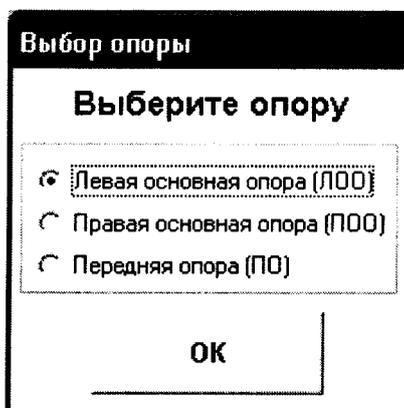 Выбор опоры
Выберите опору
Левая основная опора (ЛОО)
Правая основная опора (ПОО)
Передняя опора (ПО)
ОК